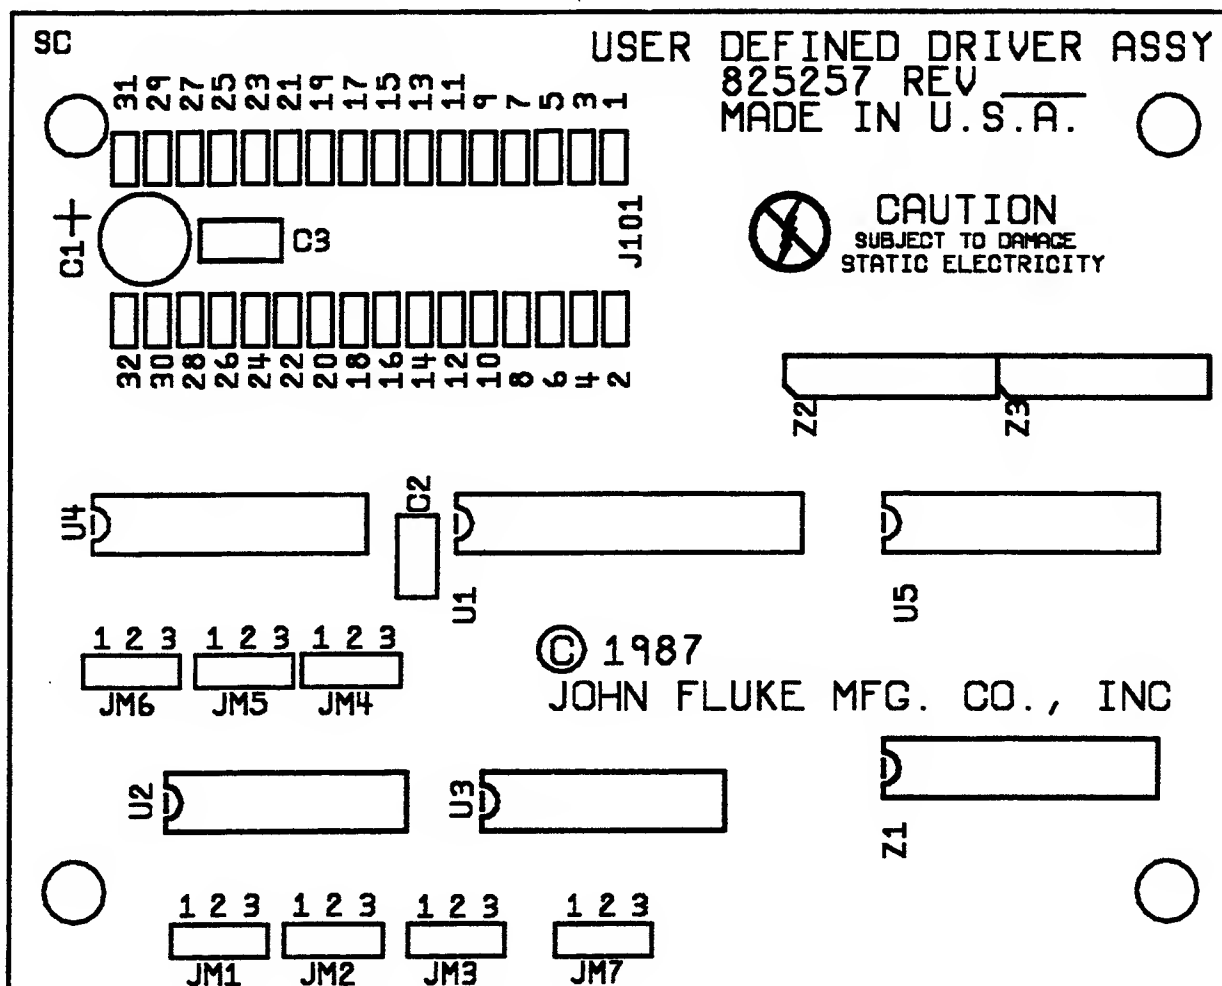 SC
USER DEFINED DRIVER ASSY
825257 REV ____
MADE IN U.S.A.
31 29 27 25 23 21 19 17 15 13 11 9 7 5 3 1
C1 +
C3
J101
CAUTION
SUBJECT TO DAMAGE
STATIC ELECTRICITY
32 30 28 26 24 22 20 18 16 14 12 10 8 6 4 2
Z2
Z3
U4
C2
U1
U5
1 2 3
1 2 3
1 2 3
JM6
JM5
JM4
© 1987
JOHN FLUKE MFG. CO., INC
U2
U3
Z1
1 2 3
1 2 3
1 2 3
1 2 3
JM1
JM2
JM3
JM7